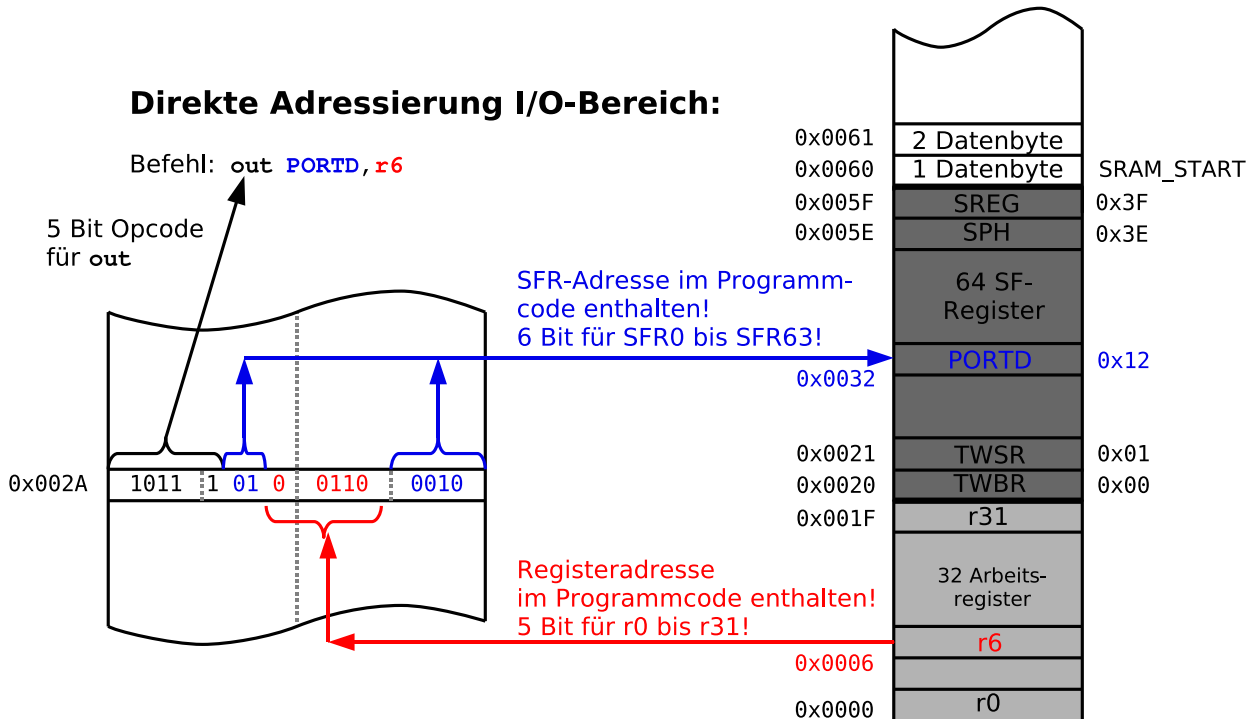 Direkte Adressierung I/O-Bereich:
Befehl: out PORTD,r6
5 Bit Opcode
für out
SFR-Adresse im Programm-
code enthalten!
6 Bit für SFR0 bis SFR63!
0x002A 1011 1 01 0 0110 0010
Registeradresse
im Programmcode enthalten!
5 Bit für r0 bis r31!
0x0061 2 Datenbyte
0x0060 1 Datenbyte SRAM_START
0x005F SREG 0x3F
0x005E SPH 0x3E
64 SF-
Register
0x0032 PORTD 0x12
0x0021 TWSR 0x01
0x0020 TWBR 0x00
0x001F r31
32 Arbeits-
register
0x0006 r6
0x0000 r0